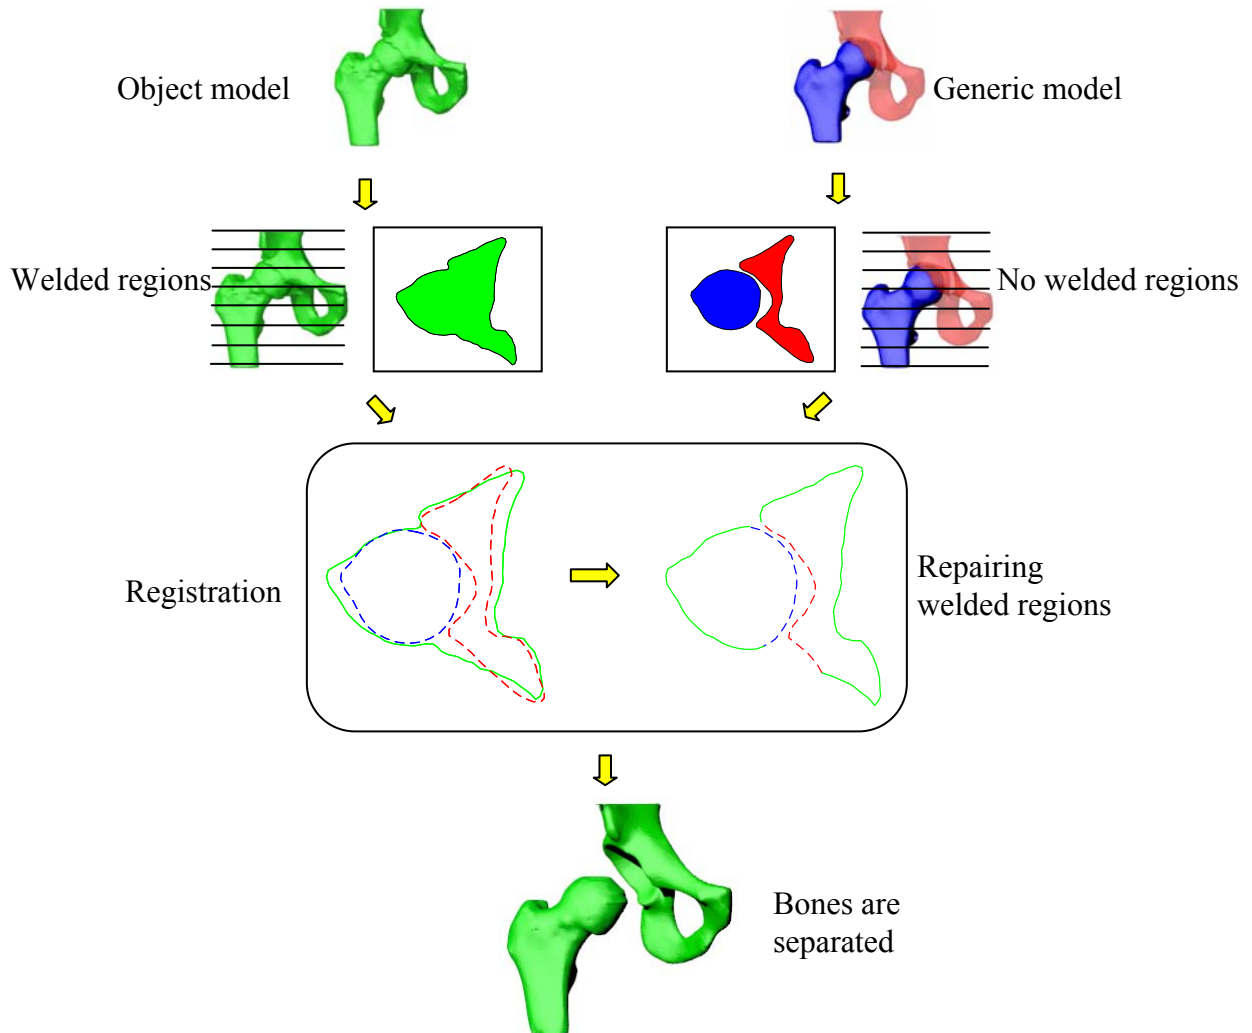 Object model
Generic model
Welded regions
No welded regions
Registration
Repairing
welded regions
Bones are
separated